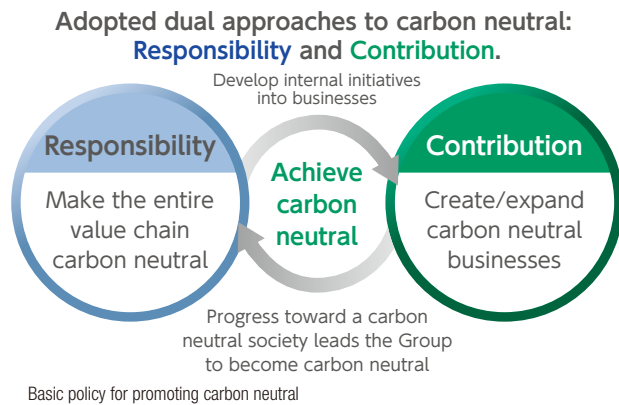 Adopted dual approaches to carbon neutral:
Responsibility and Contribution.
Develop internal initiatives
into businesses
Responsibility
Make the entire
value chain
carbon neutral
Achieve
carbon
neutral
Contribution
Create/expand
carbon neutral
businesses
Progress toward a carbon
neutral society leads the Group
to become carbon neutral
Basic policy for promoting carbon neutral